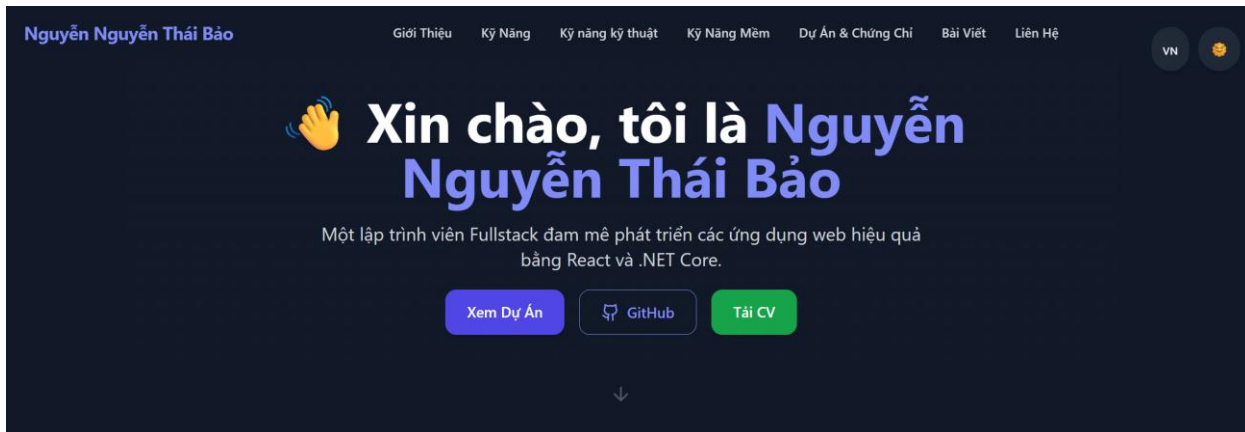 Nguyễn Nguyễn Thái Bảo
Giới Thiệu
Kỹ Năng
Kỹ năng kỹ thuật
Kỹ Năng Mềm
Dự Án & Chứng Chỉ
Bài Viết
Liên Hệ
VN
Xin chào, tôi là Nguyễn
Nguyễn Thái Bảo
Một lập trình viên Fullstack đam mê phát triển các ứng dụng web hiệu quả
bằng React và .NET Core.
Xem Dự Án
GitHub
Tải CV